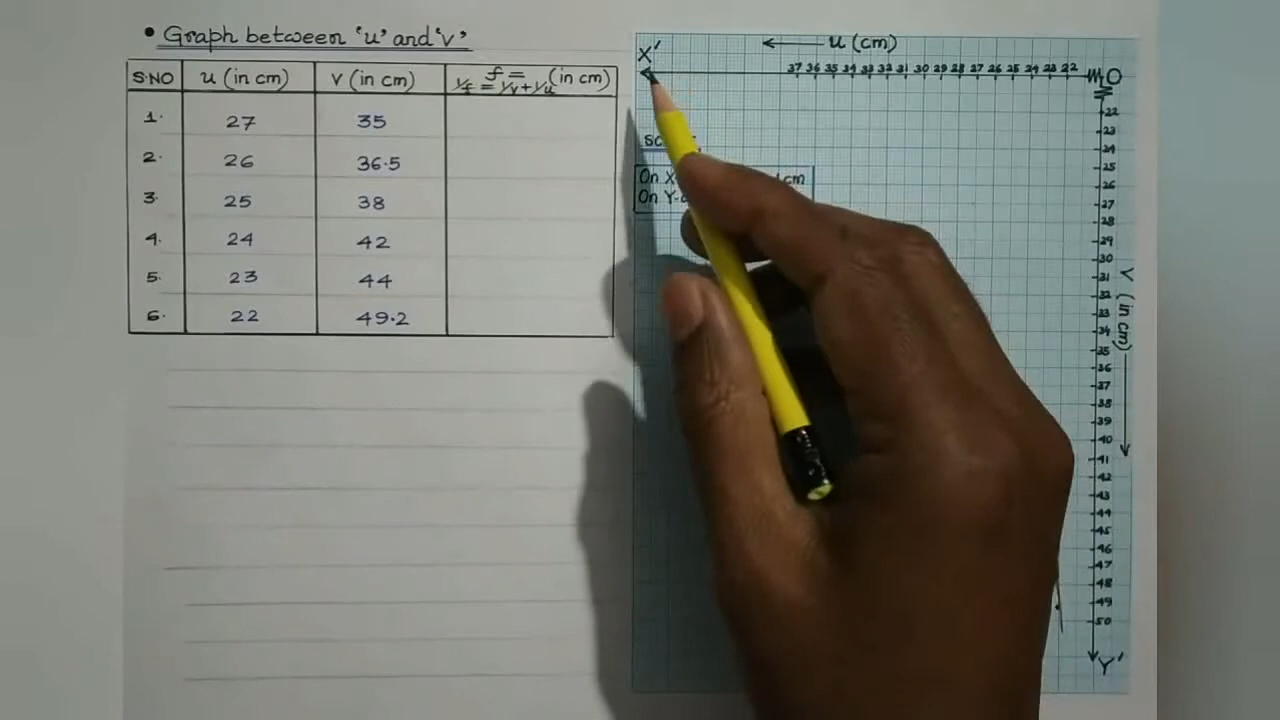 • Graph between 'u' and 'v'
S.NO u (in cm) v (in cm) f = (in cm)
1/f = 1/v + 1/u
1. 27 35
2. 26 36.5
3. 25 38
4. 24 42
5. 23 44
6. 22 49.2
X' ← u (cm)
37 36 35 34 33 32 31 30 29 28 27 26 25 24 23 22 O
22
23
24
25
26
27
28
29
30
31
32
33
34
35
36
37
38
39
40
41
42
43
44
45
46
47
48
49
50
V (in cm) →
Y'
On cm
On